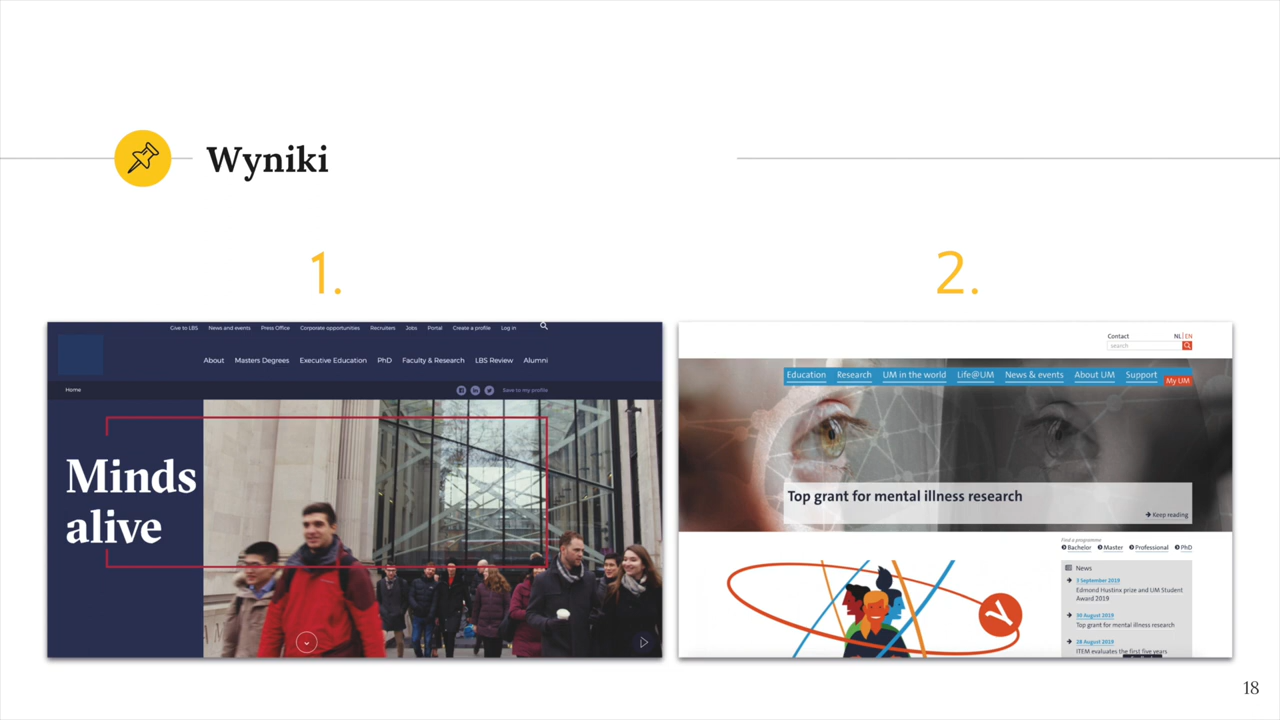 Wyniki
1.
2.
Give to LBS News and events Press Office Corporate opportunities Recruiters Jobs Portal Create a profile Log in
About Masters Degrees Executive Education PhD Faculty & Research LBS Review Alumni
Home
Save to my profile
Minds
alive
Contact
NL | EN
search
Education Research UM in the world Life@UM News & events About UM Support
My UM
Top grant for mental illness research
Keep reading
Find a programme
Bachelor Master Professional PhD
News
3 September 2019
Edmond Hustinx prize and UM Student
Award 2019
30 August 2019
Top grant for mental illness research
28 August 2019
ITEM evaluates the first five years
18